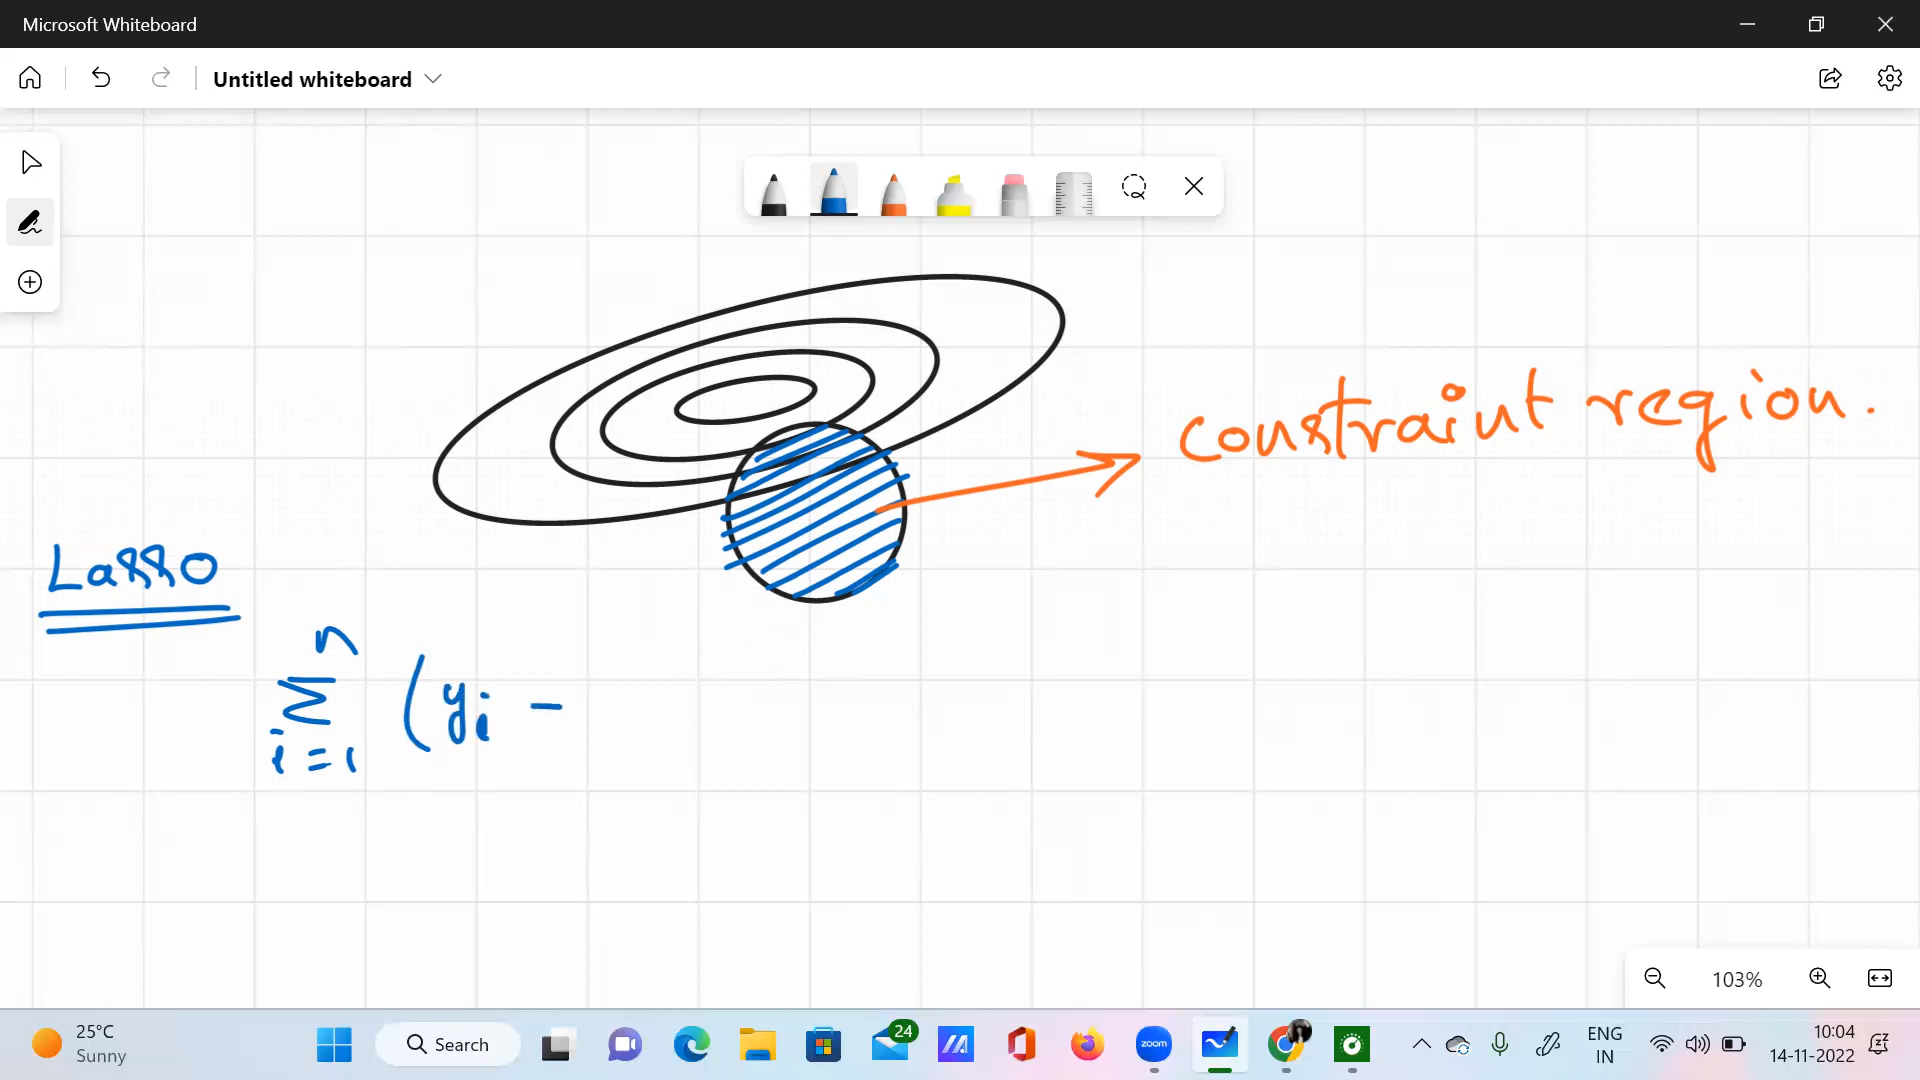 Microsoft Whiteboard
Untitled whiteboard
constraint region.
Lasso
n
Σ (yi –
i = 1
103%
25°C
Sunny
Search
24
zoom
ENG
IN
10:04
14-11-2022